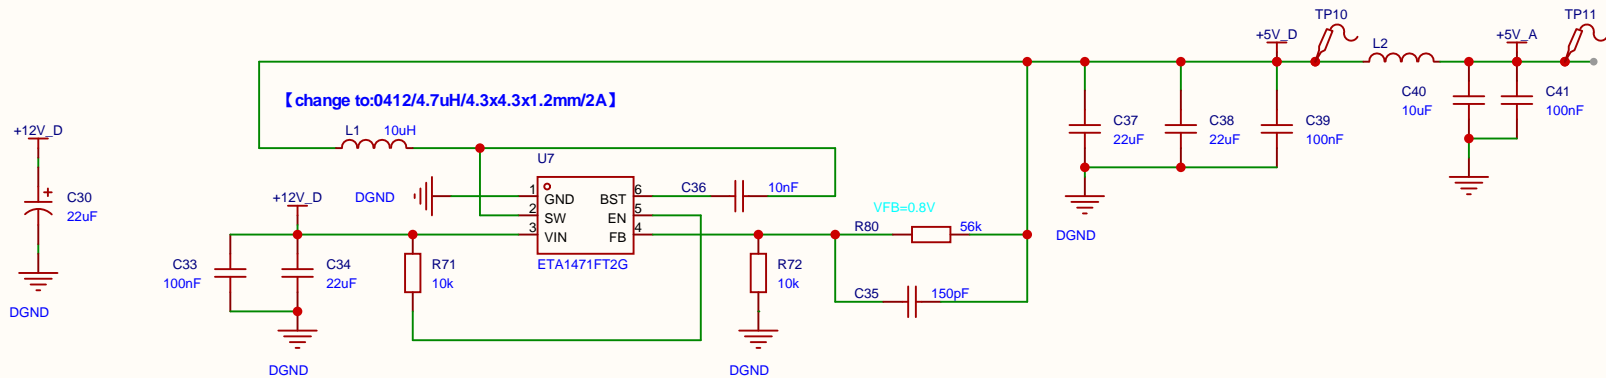 TP10
TP11
+5V_D
+5V_A
L2
【change to:0412/4.7uH/4.3x4.3x1.2mm/2A】
C37
22uF
C38
22uF
C39
100nF
C40
10uF
C41
100nF
+12V_D
L1
10uH
U7
C30
22uF
+12V_D
DGND
1
GND
2
SW
3
VIN
BST
6
EN
5
FB
4
ETA1471FT2G
C36
10nF
VFB=0.8V
R80
56k
DGND
C33
100nF
C34
22uF
R71
10k
R72
10k
C35
150pF
DGND
DGND
DGND